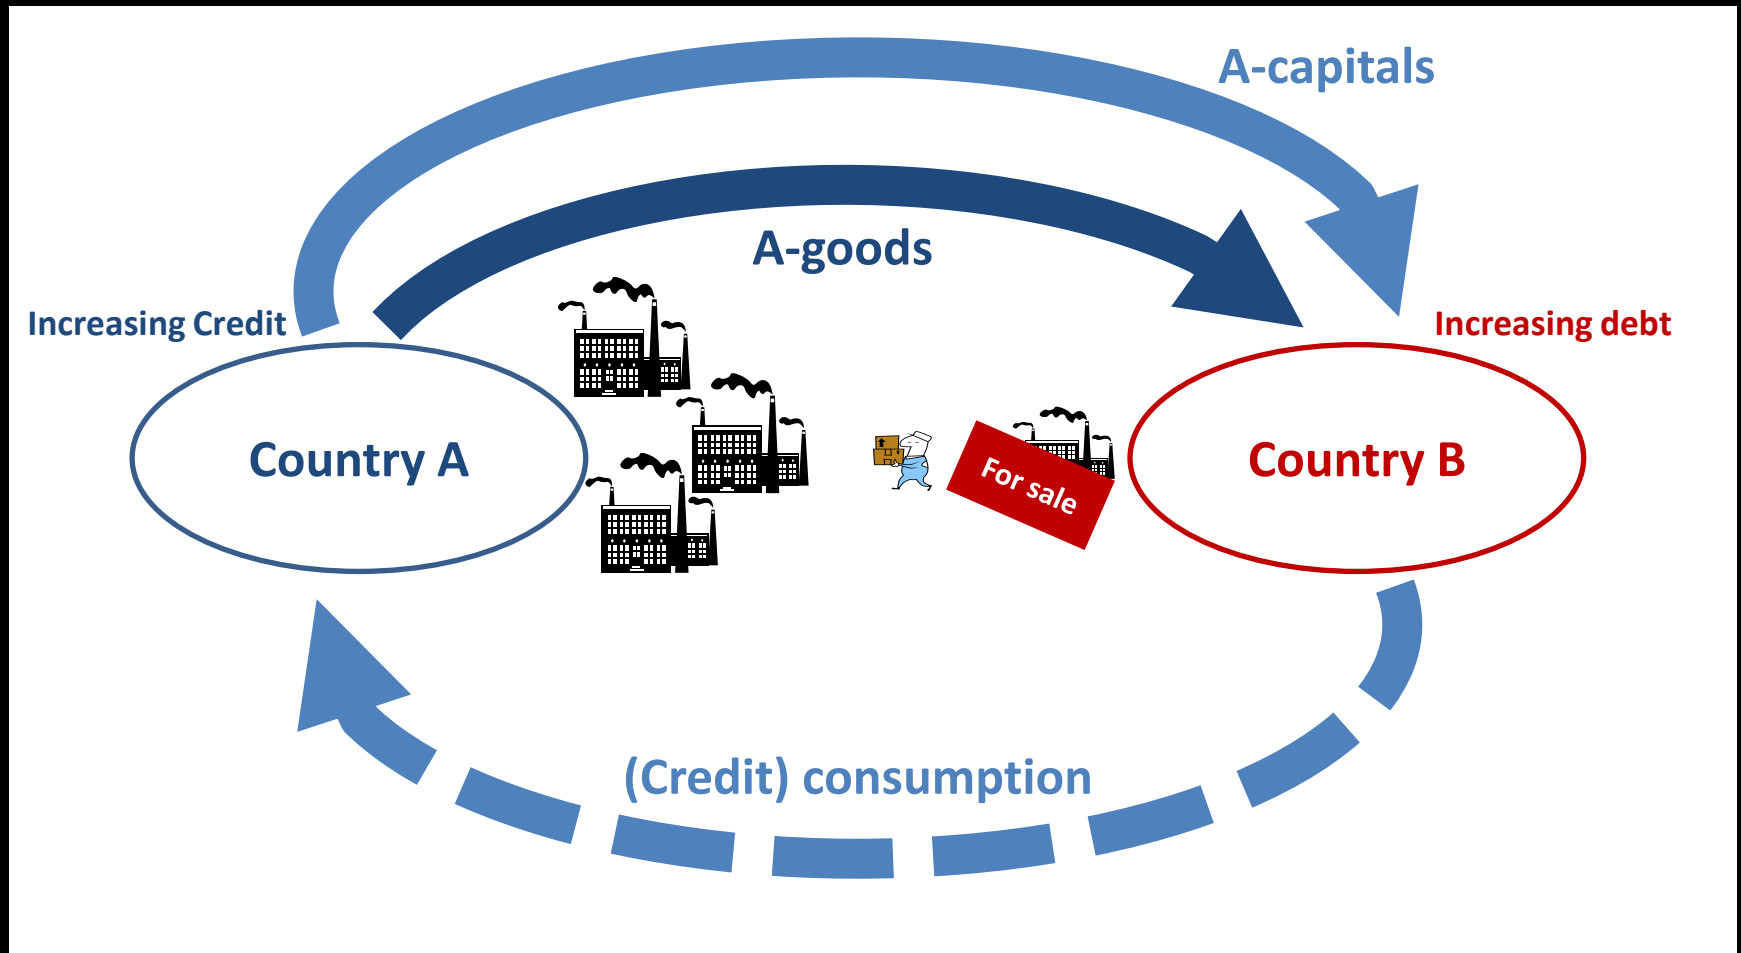 A-capitals
A-goods
Increasing Credit
Increasing debt
Country A
For sale
Country B
(Credit) consumption